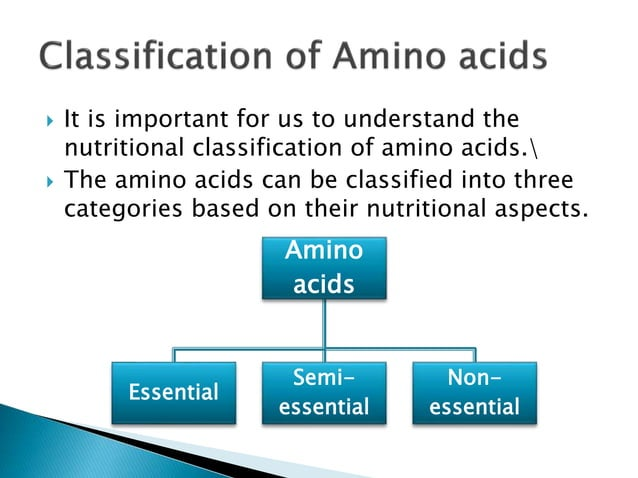 Classification of Amino acids
It is important for us to understand the
nutritional classification of amino acids.\
The amino acids can be classified into three
categories based on their nutritional aspects.
Amino
acids
Essential
Semi-
essential
Non-
essential